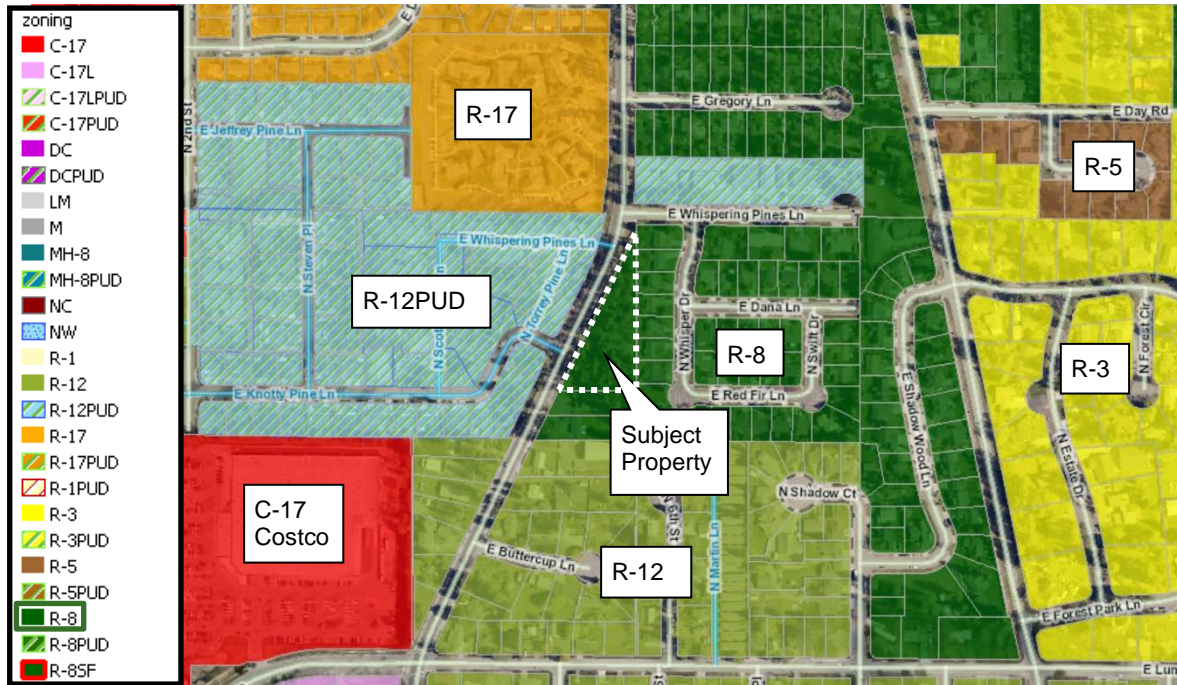 zoning
C-17
C-17L
C-17LPUD
C-17PUD
DC
DCPUD
LM
M
MH-8
MH-8PUD
NC
NW
R-1
R-12
R-12PUD
R-17
R-17PUD
R-1PUD
R-3
R-3PUD
R-5
R-5PUD
R-8
R-8PUD
R-8SF
N 2nd St
E Jeffrey Pine Ln
N Steven Pl
R-17
E Gregory Ln
E Day Rd
R-5
E Whispering Pines Ln
E Whispering Pines Ln
N Torrey Pine Ln
R-12PUD
E Knotty Pine Ln
N Whisper Dr
E Dana Ln
R-8
N Swift Dr
E Red Fir Ln
E Shadow Wood Ln
R-3
N Forest Cir
N Estate Dr
Subject
Property
C-17
Costco
E Buttercup Ln
R-12
N Martin Ln
N Shadow Ct
E Forest Park Ln